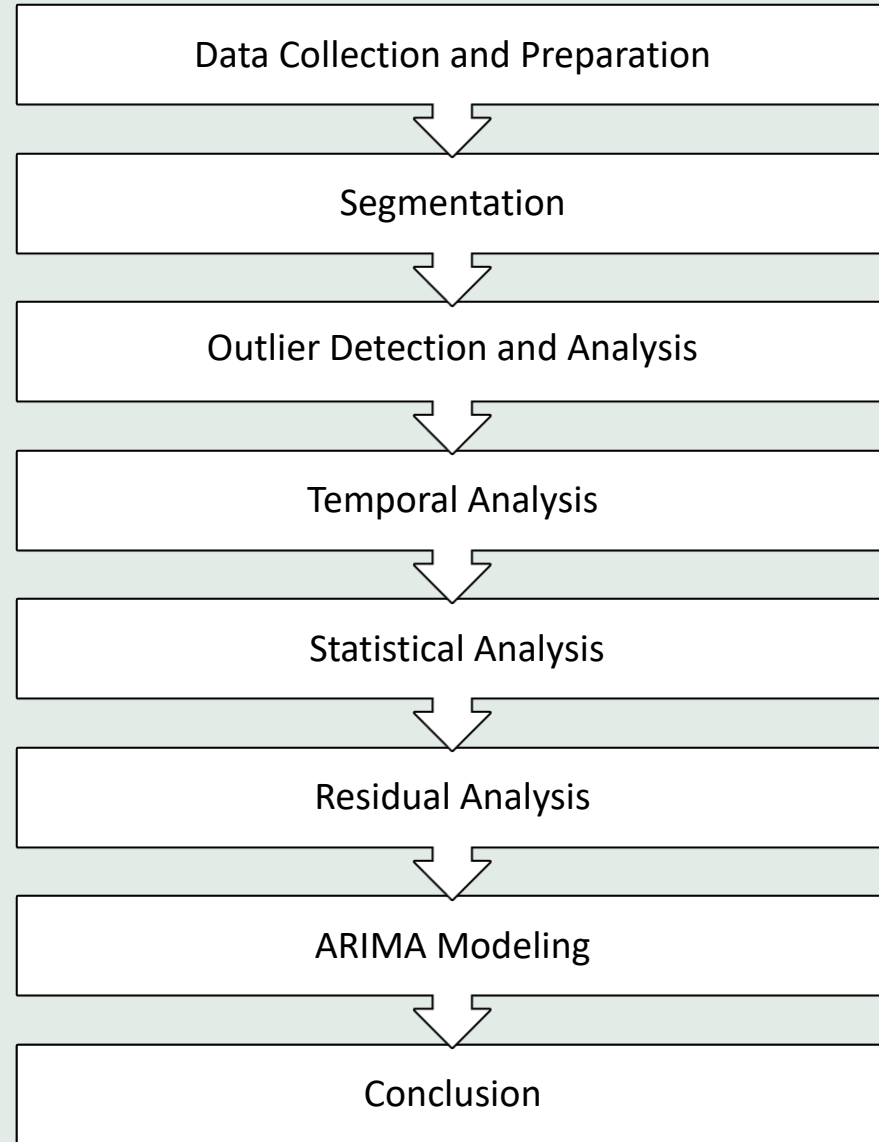 Data Collection and Preparation
Segmentation
Outlier Detection and Analysis
Temporal Analysis
Statistical Analysis
Residual Analysis
ARIMA Modeling
Conclusion